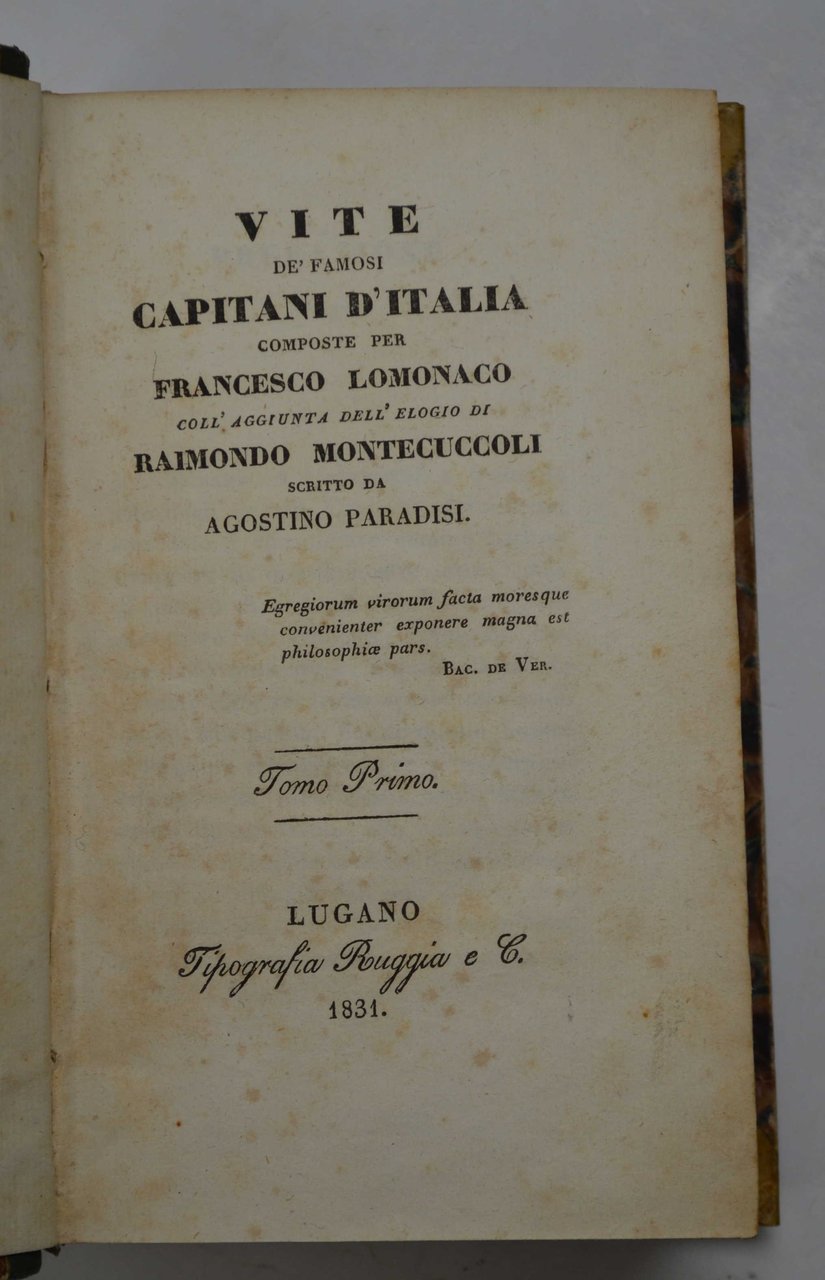 VITE
DE' FAMOSI
CAPITANI D'ITALIA
COMPOSTE PER
FRANCESCO LOMONACO
COLL' AGGIUNTA DELL' ELOGIO DI
RAIMONDO MONTECUCCOLI
SCRITTO DA
AGOSTINO PARADISI.
Egregiorum virorum facta moresque
convenienter exponere magna est
philosophiæ pars.
BAC. DE VER.
Tomo Primo.
LUGANO
Tipografia Ruggia e C.
1831.